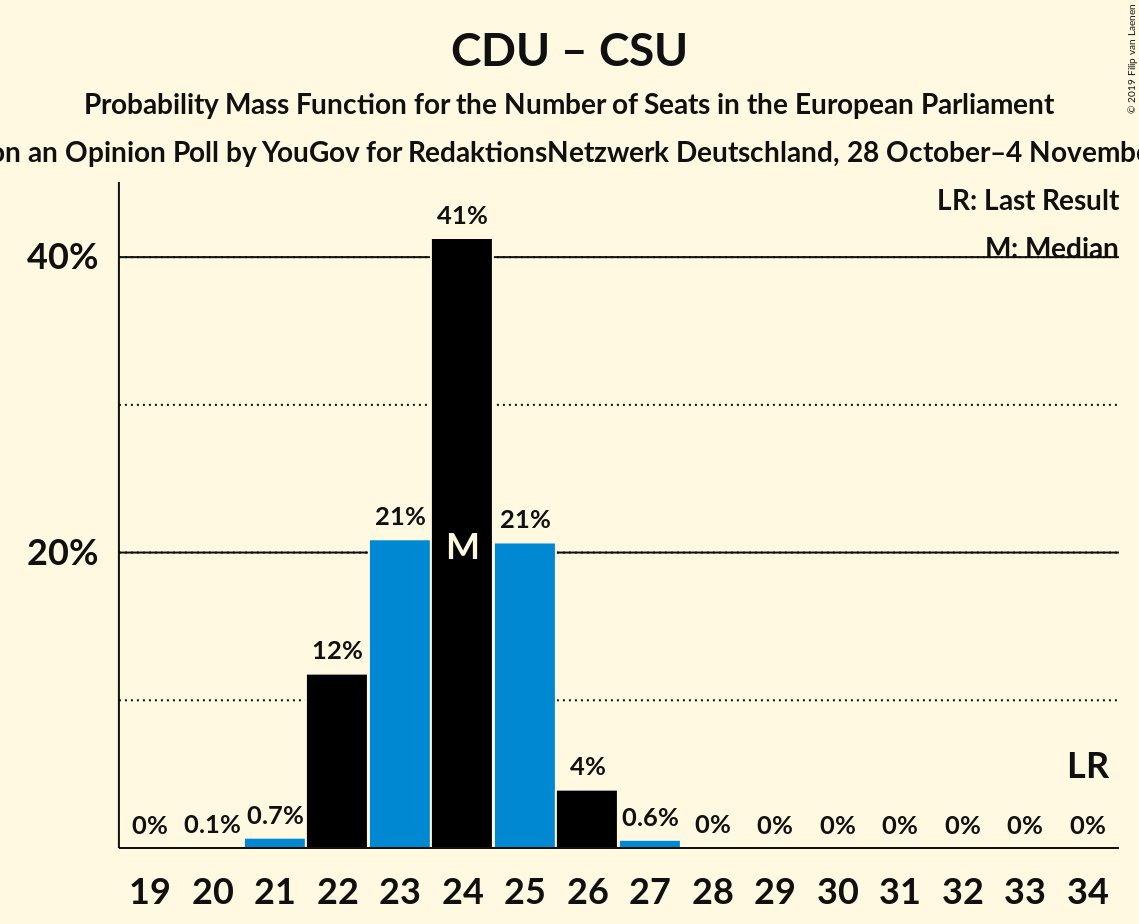 CDU – CSU
Probability Mass Function for the Number of Seats in the European Parliament
on an Opinion Poll by YouGov for RedaktionsNetzwerk Deutschland, 28 October–4
© 2019 Filip van Laenen
LR: Last Result
M: Median
40%
20%
41%
21%
M
21%
12%
4%
LR
0%
0.1%
0.7%
0.6%
0%
0%
0%
0%
0%
0%
0%
19 20 21 22 23 24 25 26 27 28 29 30 31 32 33 34